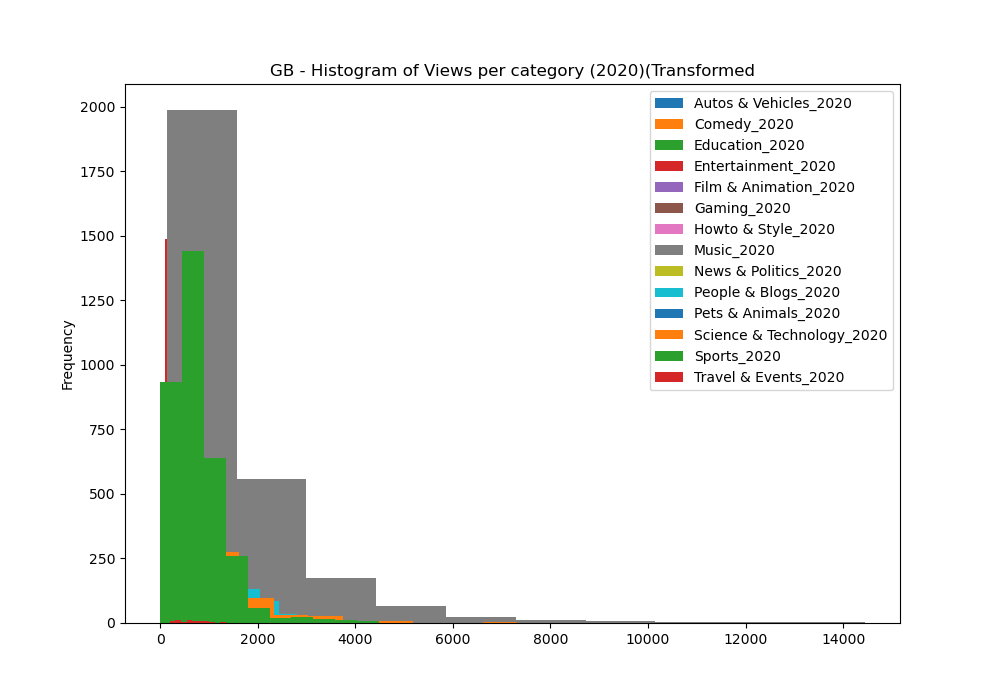 GB - Histogram of Views per category (2020)(Transformed
Autos & Vehicles_2020
Comedy_2020
Education_2020
Entertainment_2020
Film & Animation_2020
Gaming_2020
Howto & Style_2020
Music_2020
News & Politics_2020
People & Blogs_2020
Pets & Animals_2020
Science & Technology_2020
Sports_2020
Travel & Events_2020
Frequency
2000
1750
1500
1250
1000
750
500
250
0
0 2000 4000 6000 8000 10000 12000 14000